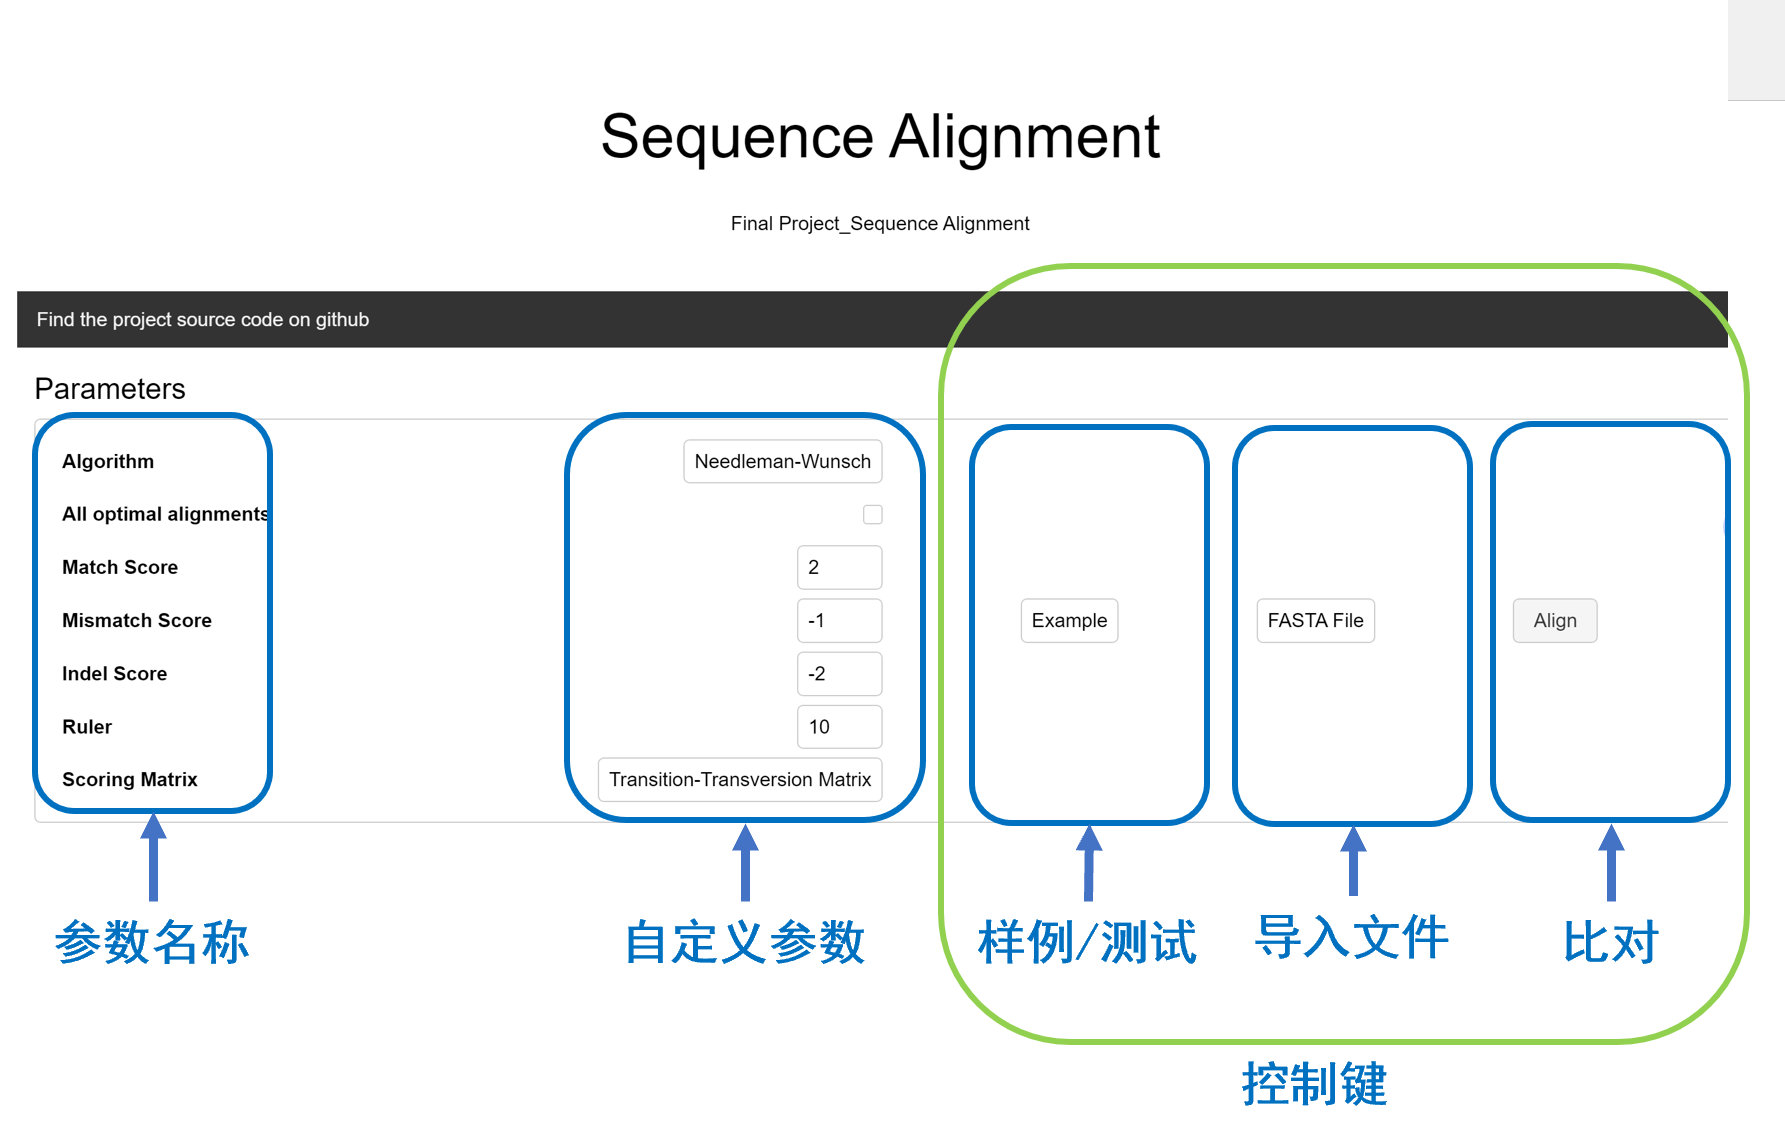 Sequence Alignment
Final Project_Sequence Alignment
Find the project source code on github
Parameters
Algorithm
Needleman-Wunsch
All optimal alignments
Match Score
2
Mismatch Score
-1
Example
FASTA File
Align
Indel Score
-2
Ruler
10
Scoring Matrix
Transition-Transversion Matrix
参数名称
自定义参数
样例/测试
导入文件
比对
控制键